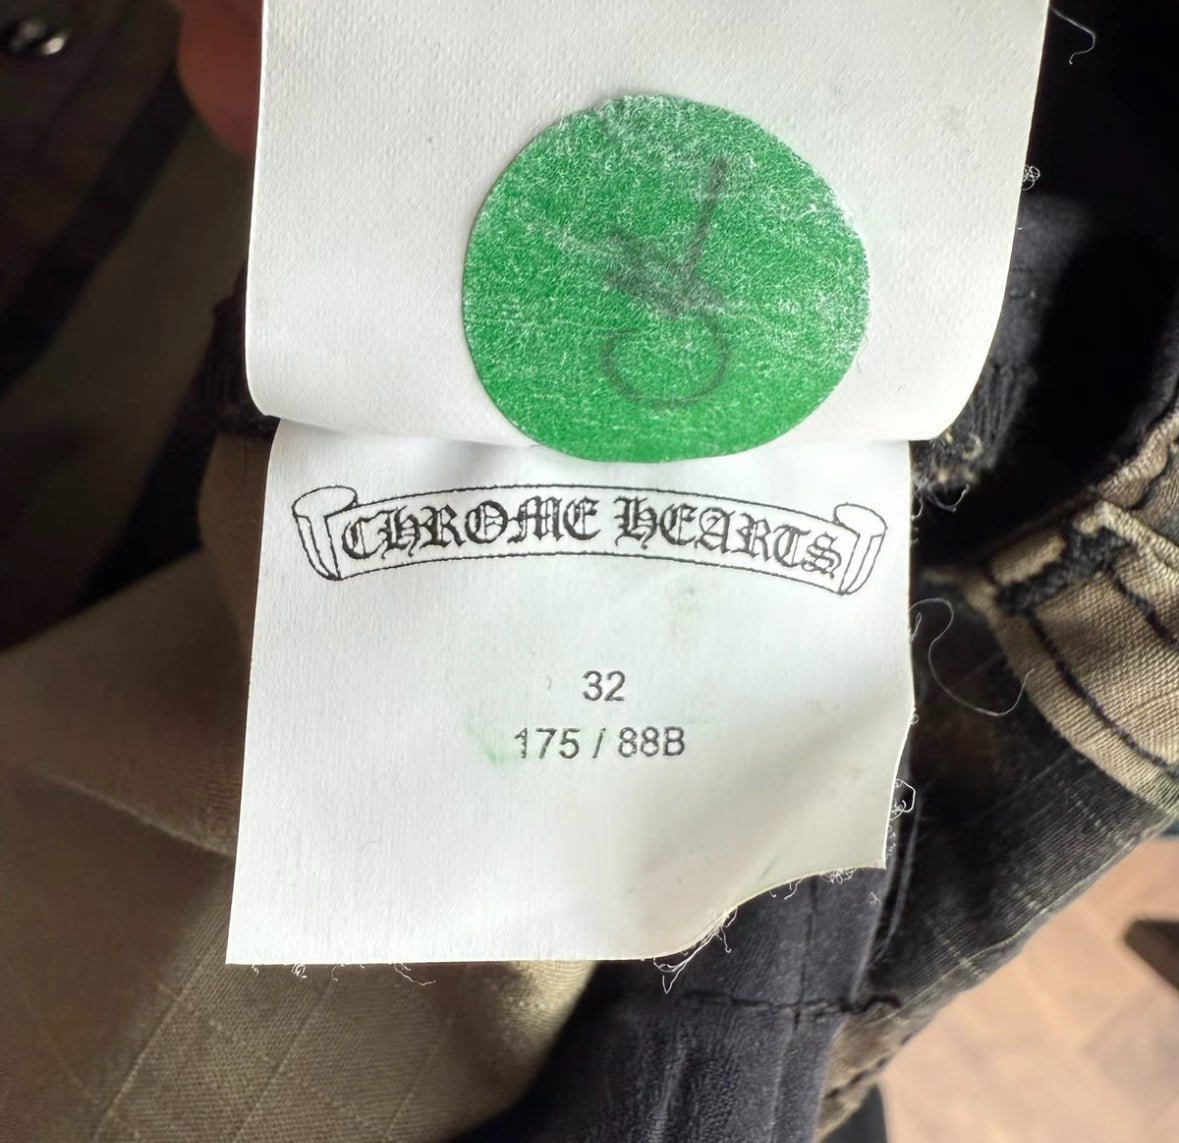 CHROME HEARTS
32
175 / 88B